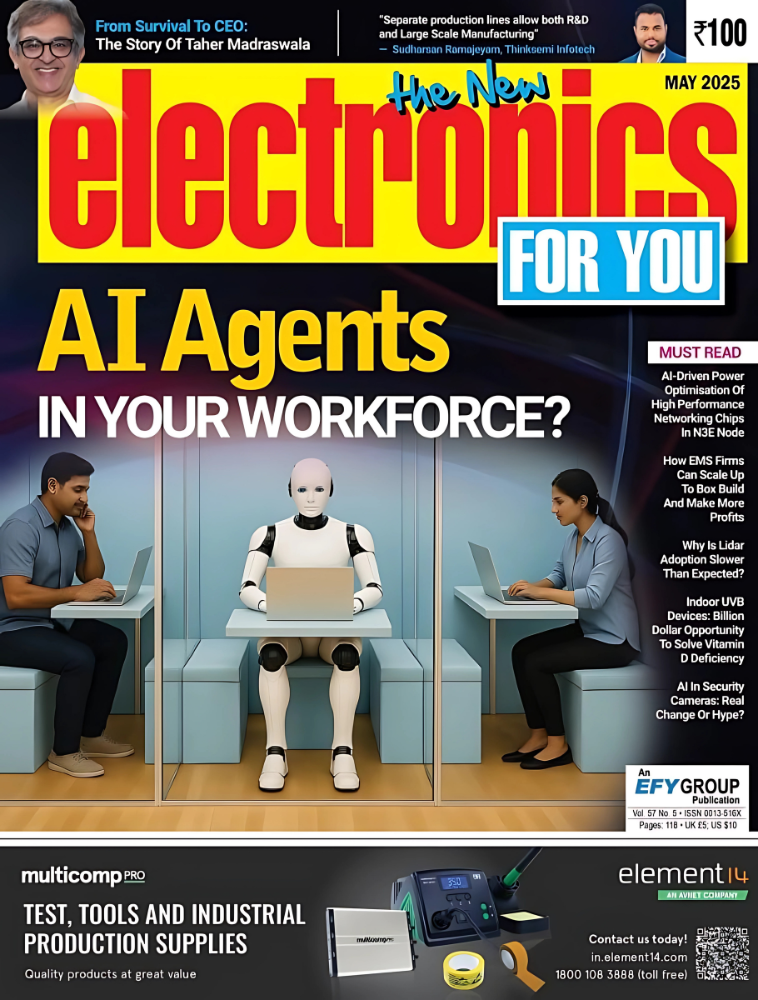 From Survival To CEO:
The Story Of Taher Madraswala
"Separate production lines allow both R&D
and Large Scale Manufacturing"
— Sudharsan Ramajeyam, Thinksemi Infotech
₹100
MAY 2025
the New
electronics
FOR YOU
AI Agents
IN YOUR WORKFORCE?
MUST READ
AI-Driven Power
Optimisation Of
High Performance
Networking Chips
In N3E Node
How EMS Firms
Can Scale Up
To Box Build
And Make More
Profits
Why Is Lidar
Adoption Slower
Than Expected?
Indoor UVB
Devices: Billion
Dollar Opportunity
To Solve Vitamin
D Deficiency
AI In Security
Cameras: Real
Change Or Hype?
An
EFY GROUP
Publication
Vol 57 No 5 • ISSN 0013-516X
Pages: 118 • UK £5; US $10
multicomp PRO
TEST, TOOLS AND INDUSTRIAL
PRODUCTION SUPPLIES
Quality products at great value
350
multicomp PRO
element14
AN AVNET COMPANY
Contact us today!
in.element14.com
1800 108 3888 (toll free)